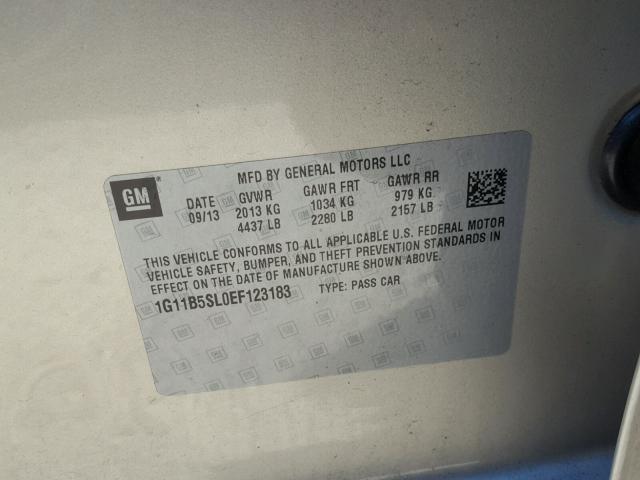 MFD BY GENERAL MOTORS LLC
GM
DATE GVWR GAWR FRT GAWR RR
09/13 2013 KG 1034 KG 979 KG
4437 LB 2280 LB 2157 LB
THIS VEHICLE CONFORMS TO ALL APPLICABLE U.S. FEDERAL MOTOR
VEHICLE SAFETY, BUMPER, AND THEFT PREVENTION STANDARDS IN
EFFECT ON THE DATE OF MANUFACTURE SHOWN ABOVE.
1G11B5SL0EF123183 TYPE: PASS CAR